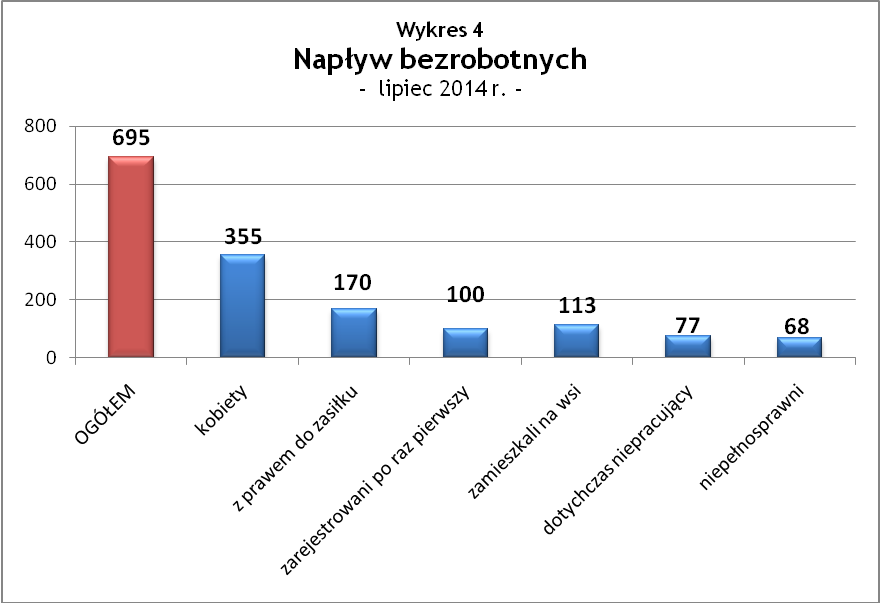 Wykres 4
Napływ bezrobotnych
- lipiec 2014 r. -
800
600
400
200
0
695
355
170
100
113
77
68
OGÓŁEM
kobiety
z prawem do zasiłku
zarejestrowani po raz pierwszy
zamieszkali na wsi
dotychczas niepracujący
niepełnosprawni